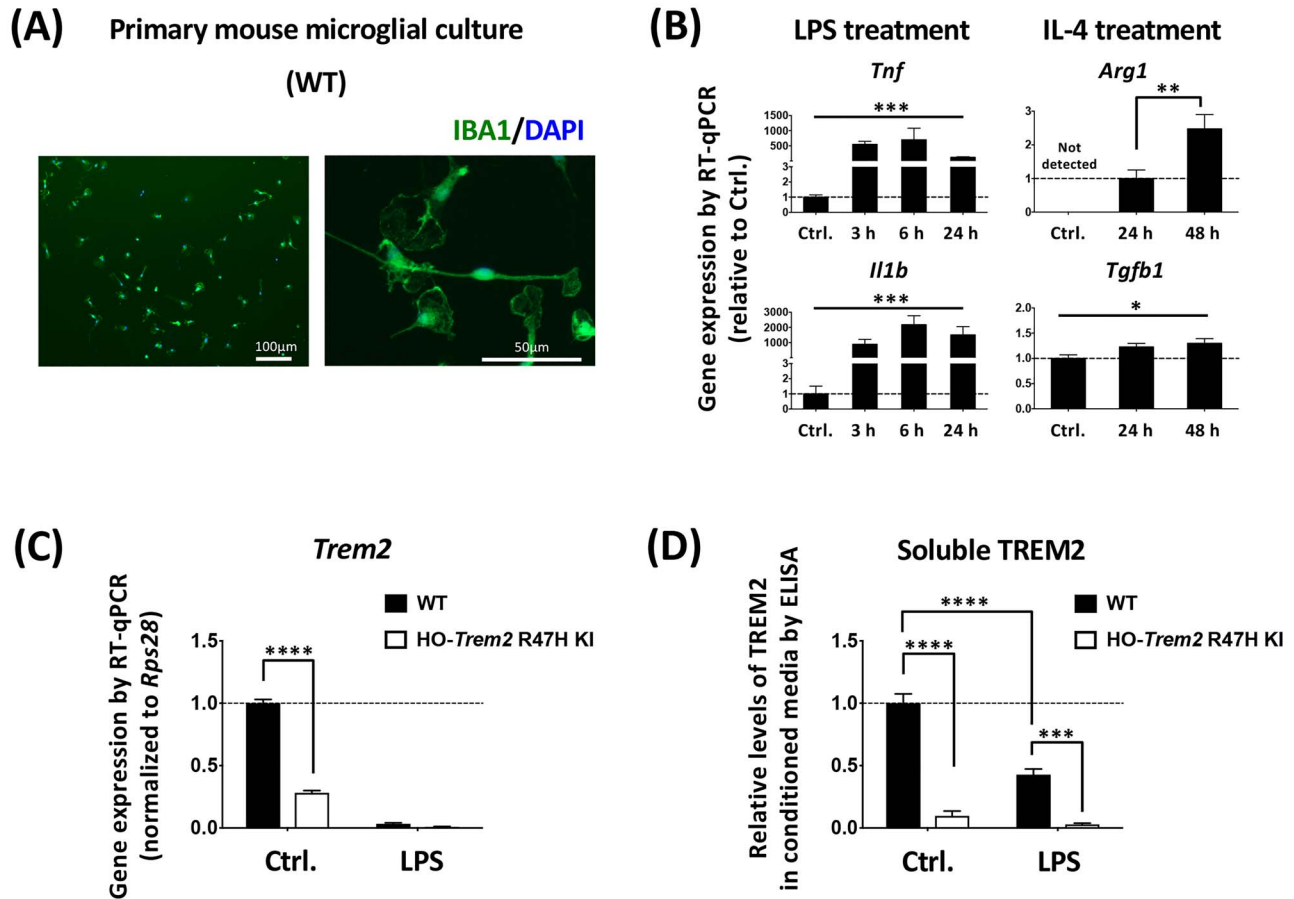 (A)
Primary mouse microglial culture
(WT)
IBA1/DAPI
100µm
50µm
(B)
LPS treatment
IL-4 treatment
Gene expression by RT-qPCR
(relative to Ctrl.)
Tnf
***
1500
1000
500
3
2
1
0
Ctrl. 3 h 6 h 24 h
Arg1
**
Not
detected
3
2
1
0
Ctrl. 24 h 48 h
Il1b
***
3000
2000
1000
3
2
1
0
Ctrl. 3 h 6 h 24 h
Tgfb1
*
2.0
1.5
1.0
0.5
0.0
Ctrl. 24 h 48 h
(C)
Trem2
WT
HO-Trem2 R47H KI
Gene expression by RT-qPCR
(normalized to Rps28)
1.5
1.0
0.5
0.0
****
Ctrl. LPS
(D)
Soluble TREM2
WT
HO-Trem2 R47H KI
Relative levels of TREM2
in conditioned media by ELISA
1.5
1.0
0.5
0.0
****
****
***
Ctrl. LPS